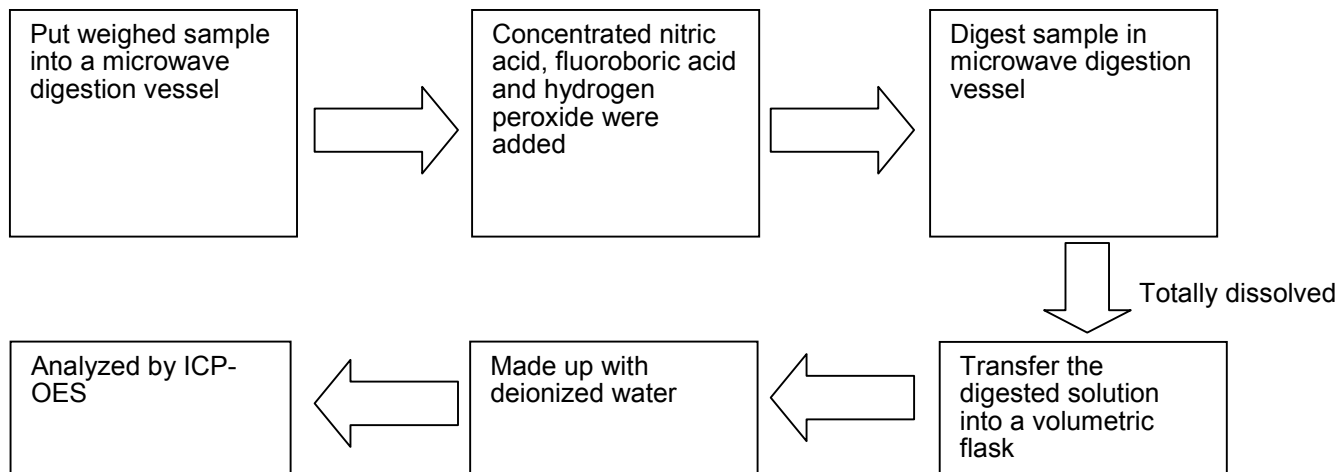 Put weighed sample
into a microwave
digestion vessel
Concentrated nitric
acid, fluoroboric acid
and hydrogen
peroxide were
added
Digest sample in
microwave digestion
vessel
Totally dissolved
Transfer the
digested solution
into a volumetric
flask
Made up with
deionized water
Analyzed by ICP-
OES